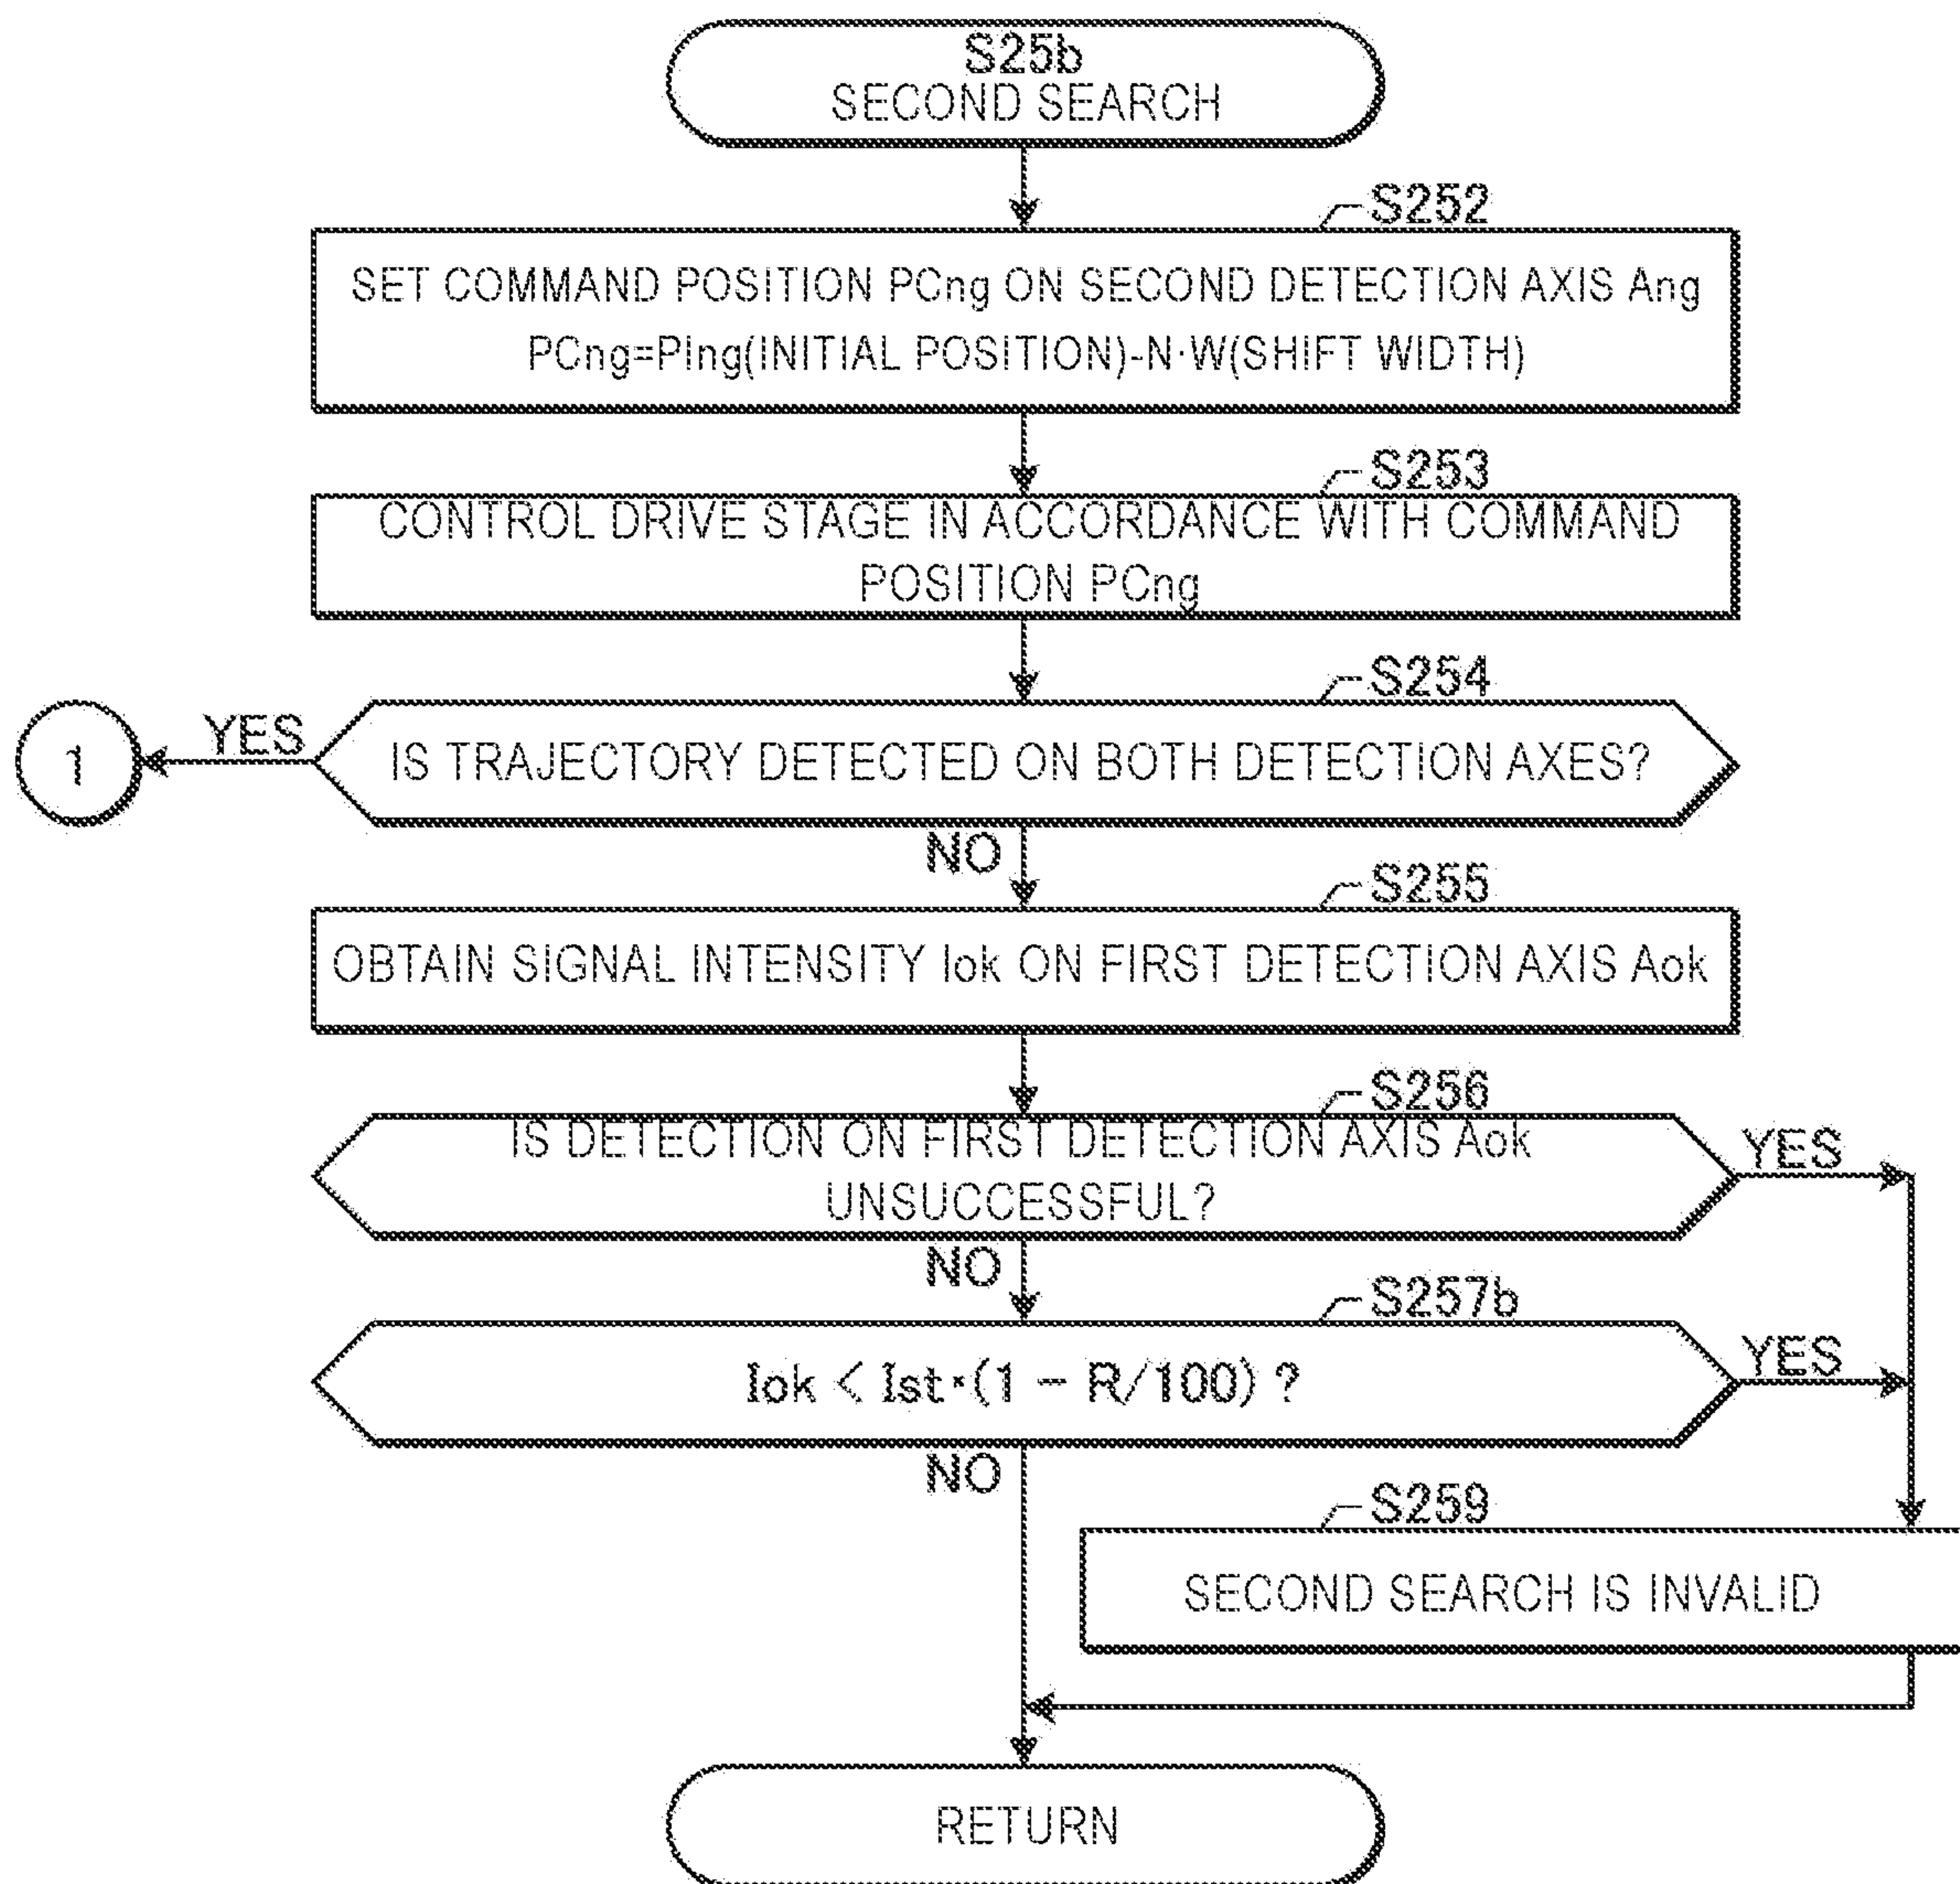 S25b
SECOND SEARCH
S252
SET COMMAND POSITION PCng ON SECOND DETECTION AXIS Ang
PCng=PIng(INITIAL POSITION)-N·W(SHIFT WIDTH)
S253
CONTROL DRIVE STAGE IN ACCORDANCE WITH COMMAND
POSITION PCng
S254
1
YES
IS TRAJECTORY DETECTED ON BOTH DETECTION AXES?
NO
S255
OBTAIN SIGNAL INTENSITY Iok ON FIRST DETECTION AXIS Aok
S256
IS DETECTION ON FIRST DETECTION AXIS Aok
UNSUCCESSFUL?
YES
NO
S257b
Iok < Ist·(1 - R/100) ?
YES
NO
S259
SECOND SEARCH IS INVALID
RETURN